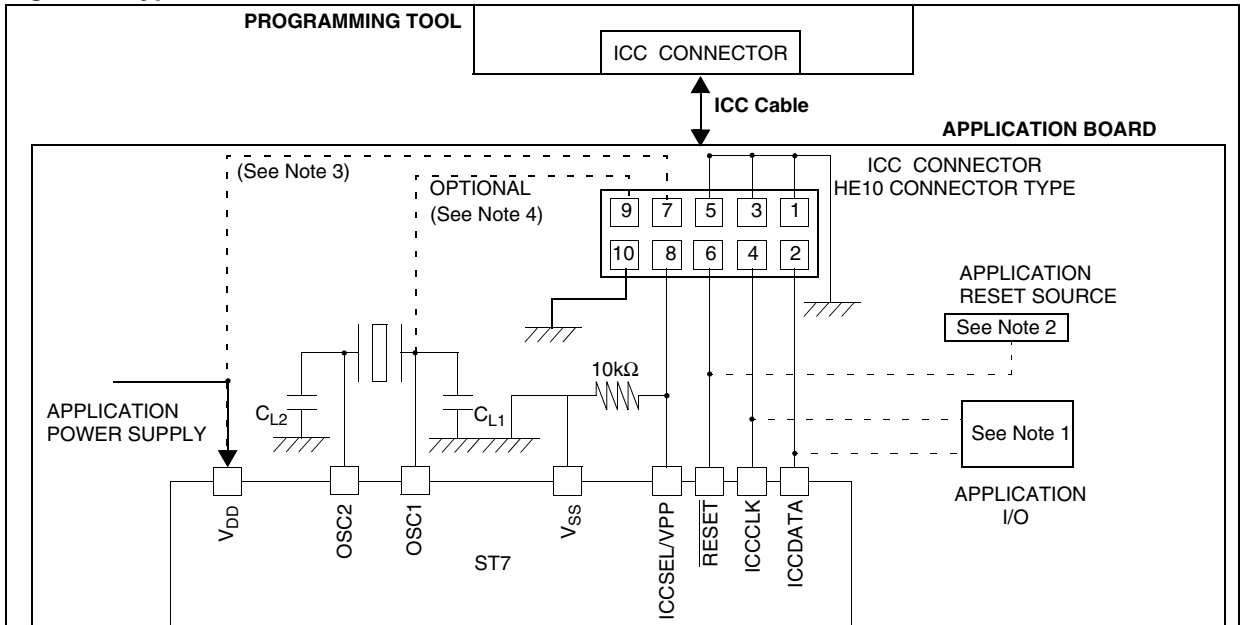 PROGRAMMING TOOL
ICC CONNECTOR
ICC Cable
APPLICATION BOARD
(See Note 3)
OPTIONAL
(See Note 4)
ICC CONNECTOR
HE10 CONNECTOR TYPE
9 7 5 3 1
10 8 6 4 2
APPLICATION
RESET SOURCE
See Note 2
10kΩ
APPLICATION
POWER SUPPLY
CL2
CL1
See Note 1
APPLICATION
I/O
VDD
OSC2
OSC1
VSS
ICCSEL/VPP
RESET
ICCCLK
ICCDATA
ST7